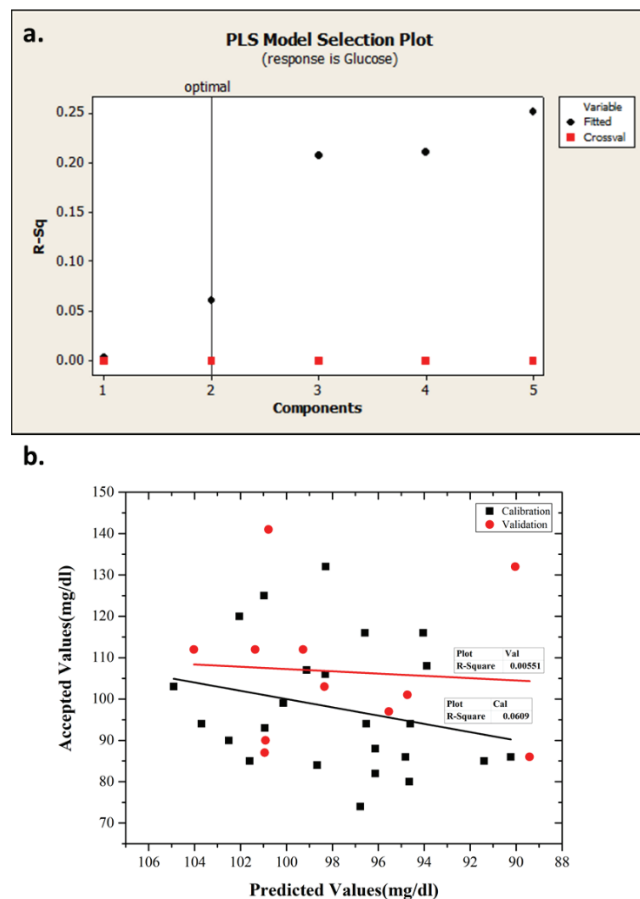 a.
PLS Model Selection Plot
(response is Glucose)
optimal
Variable
Fitted
Crossval
R-Sq
0.25
0.20
0.15
0.10
0.05
0.00
1 2 3 4 5
Components
b.
Accepted Values(mg/dl)
150
140
130
120
110
100
90
80
70
Calibration
Validation
Plot Val
R-Square 0.00551
Plot Cal
R-Square 0.0609
106 104 102 100 98 96 94 92 90 88
Predicted Values(mg/dl)